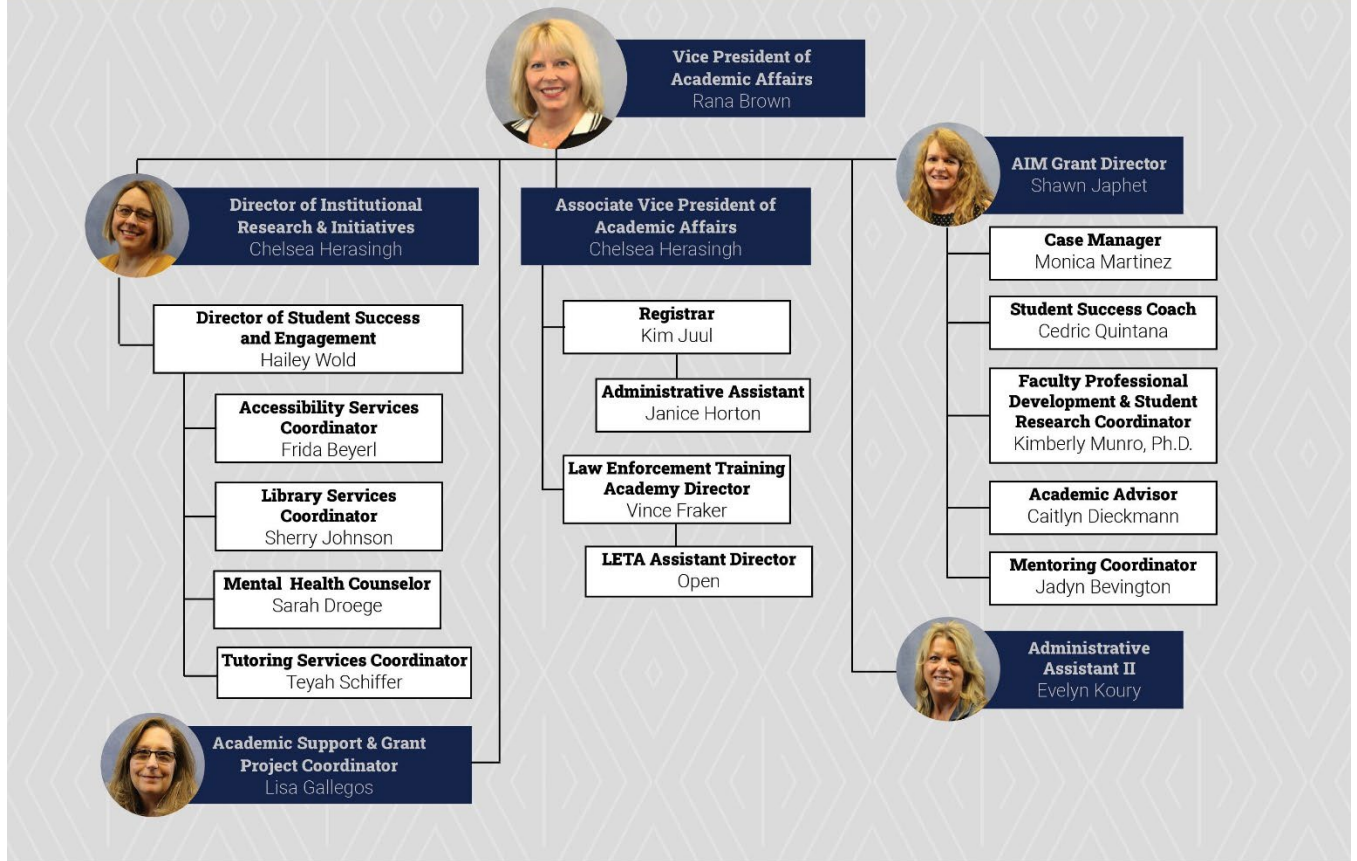 Vice President of
Academic Affairs
Rana Brown
Director of Institutional
Research & Initiatives
Chelsea Herasingh
Director of Student Success
and Engagement
Hailey Wold
Accessibility Services
Coordinator
Frida Beyerl
Library Services
Coordinator
Sherry Johnson
Mental Health Counselor
Sarah Droege
Tutoring Services Coordinator
Teyah Schiffer
Academic Support & Grant
Project Coordinator
Lisa Gallegos
Associate Vice President of
Academic Affairs
Chelsea Herasingh
Registrar
Kim Juul
Administrative Assistant
Janice Horton
Law Enforcement Training
Academy Director
Vince Fraker
LETA Assistant Director
Open
AIM Grant Director
Shawn Japhet
Case Manager
Monica Martinez
Student Success Coach
Cedric Quintana
Faculty Professional
Development & Student
Research Coordinator
Kimberly Munro, Ph.D.
Academic Advisor
Caitlyn Dieckmann
Mentoring Coordinator
Jadyn Bevington
Administrative
Assistant II
Evelyn Koury